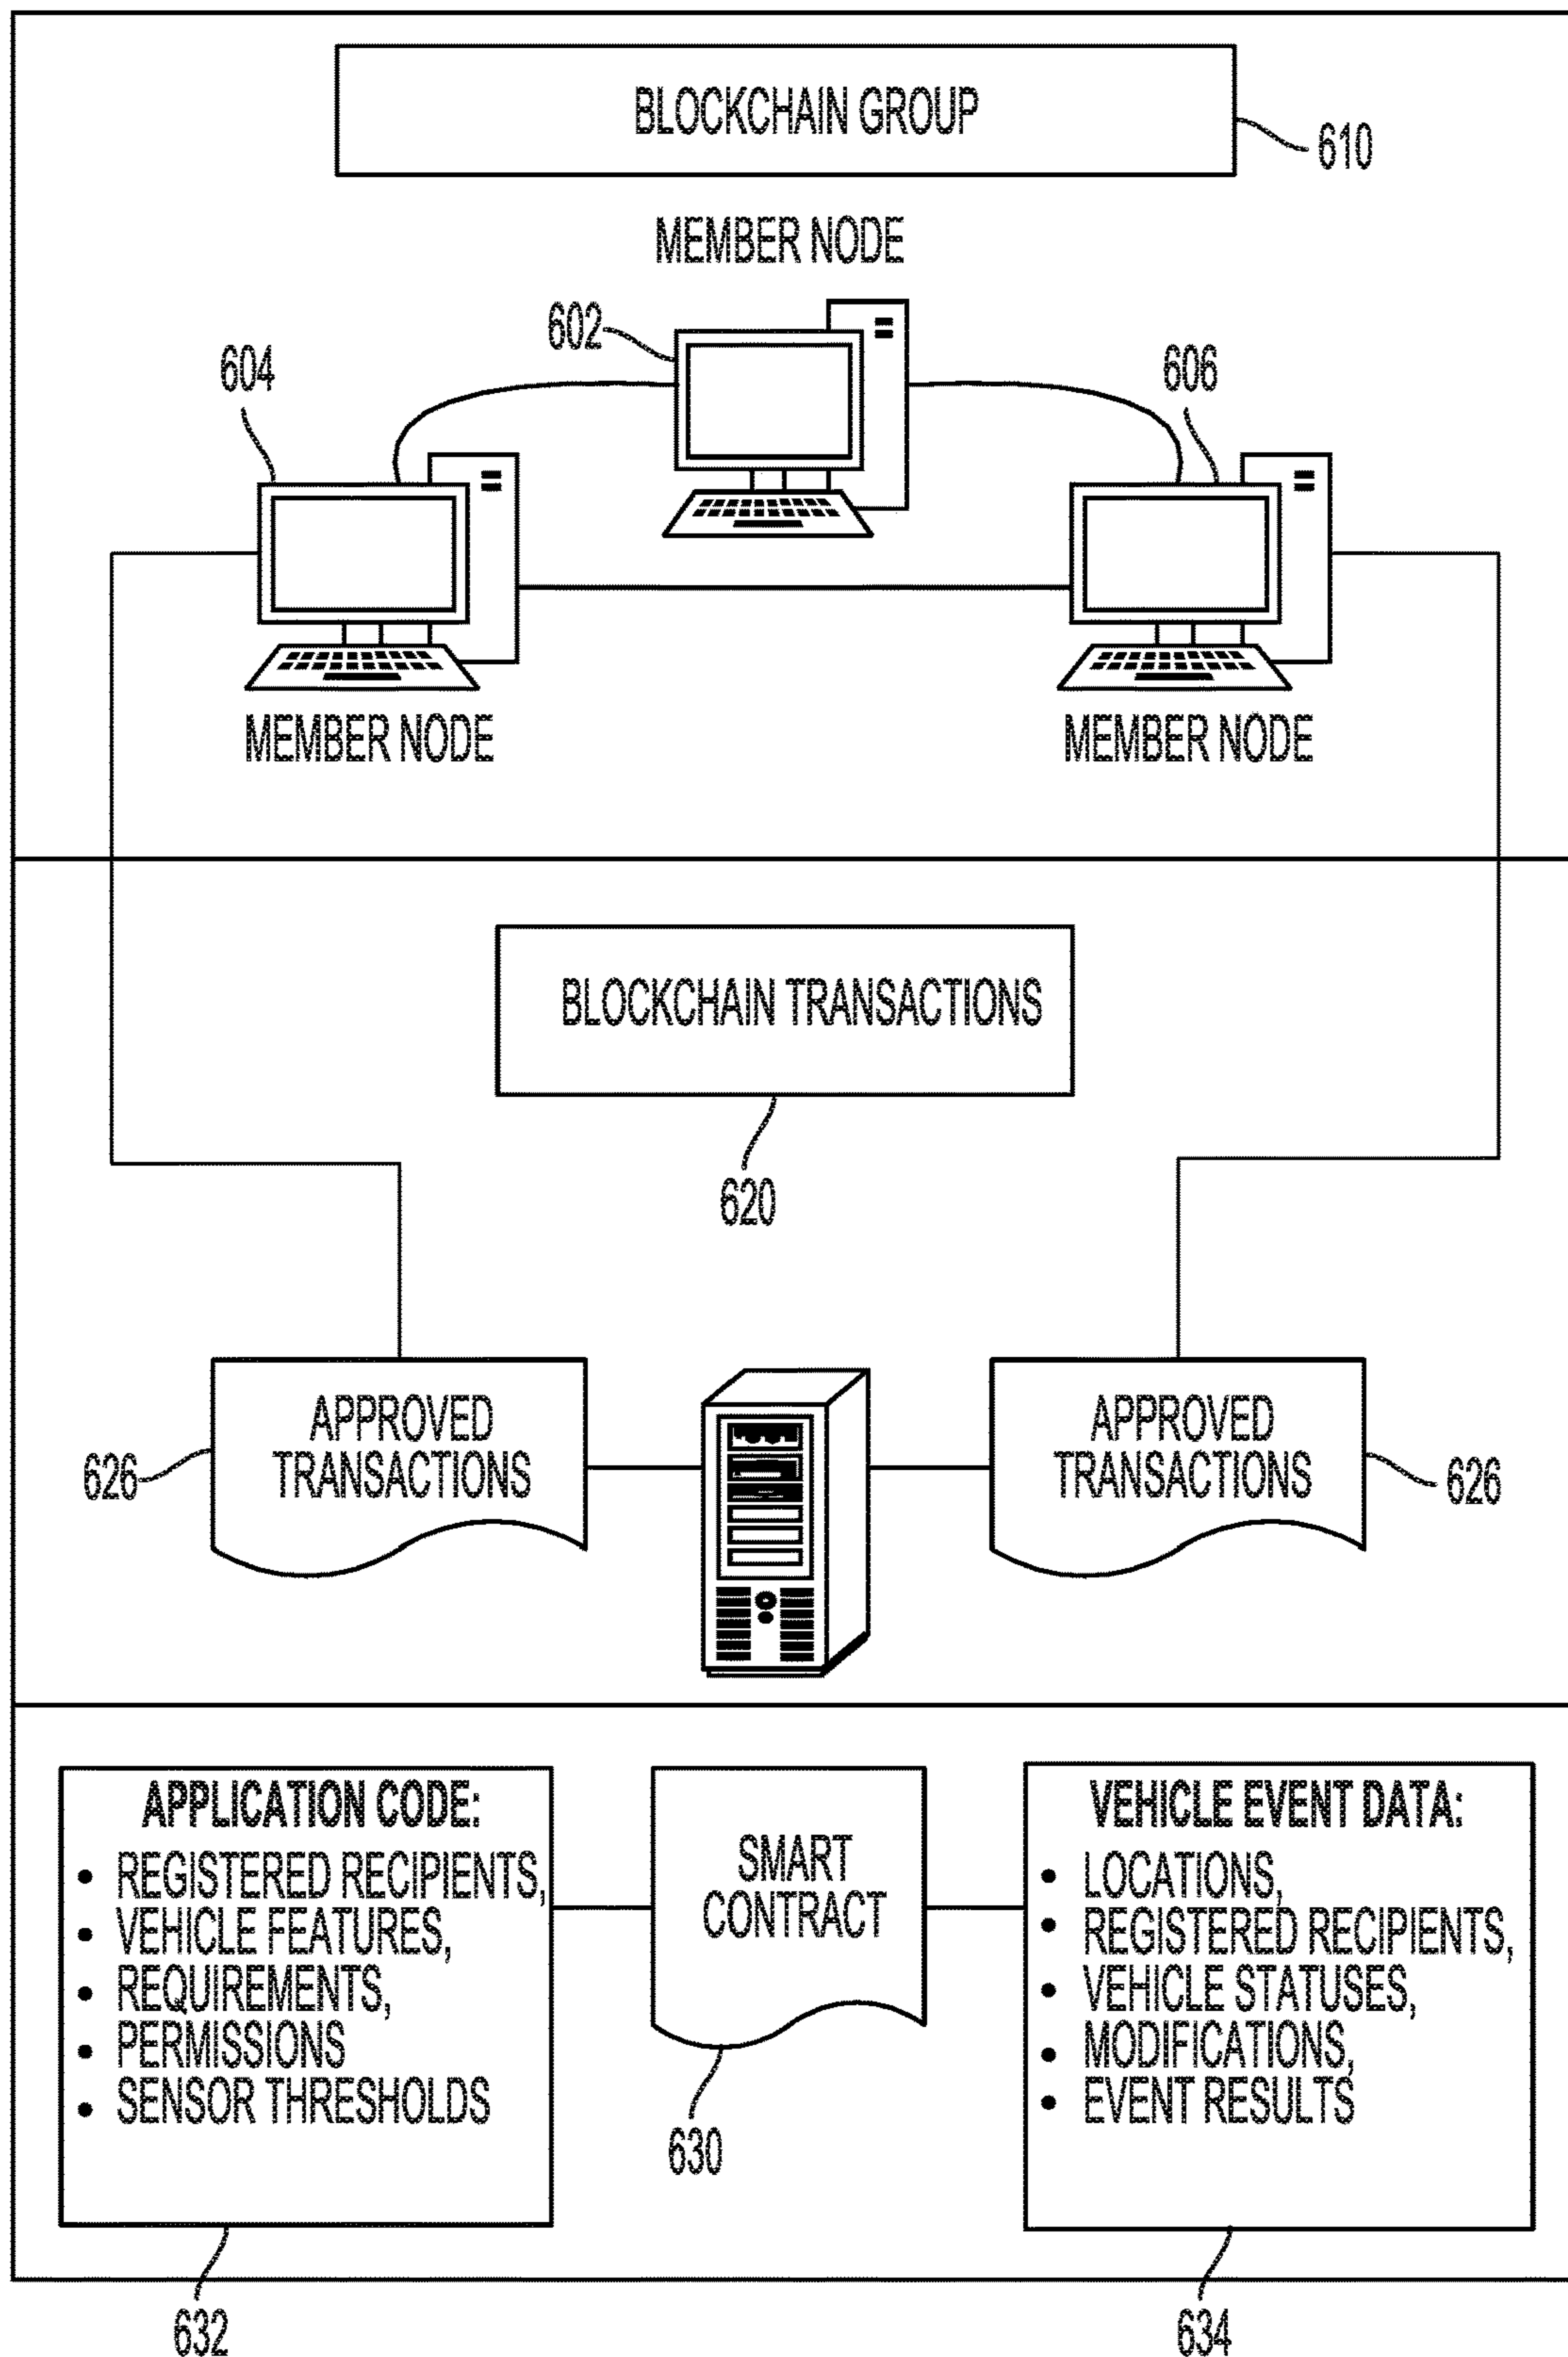 BLOCKCHAIN GROUP
610
MEMBER NODE
602
604
606
MEMBER NODE
MEMBER NODE
BLOCKCHAIN TRANSACTIONS
620
APPROVED
TRANSACTIONS
626
APPROVED
TRANSACTIONS
626
APPLICATION CODE:
• REGISTERED RECIPIENTS,
• VEHICLE FEATURES,
• REQUIREMENTS,
• PERMISSIONS
• SENSOR THRESHOLDS
632
SMART
CONTRACT
630
VEHICLE EVENT DATA:
• LOCATIONS,
• REGISTERED RECIPIENTS,
• VEHICLE STATUSES,
• MODIFICATIONS,
• EVENT RESULTS
634